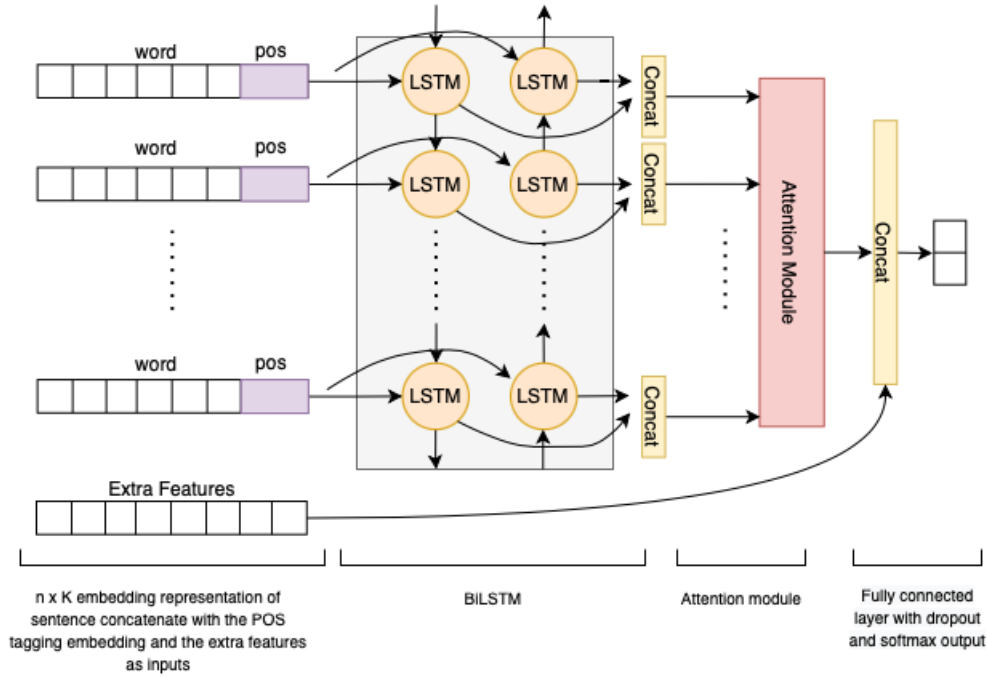 word pos
LSTM LSTM
Concat
word pos
LSTM LSTM
Concat
Attention Module
Concat
word pos
LSTM LSTM
Concat
Extra Features
n x K embedding representation of
sentence concatenate with the POS
tagging embedding and the extra features
as inputs
BiLSTM
Attention module
Fully connected
layer with dropout
and softmax output